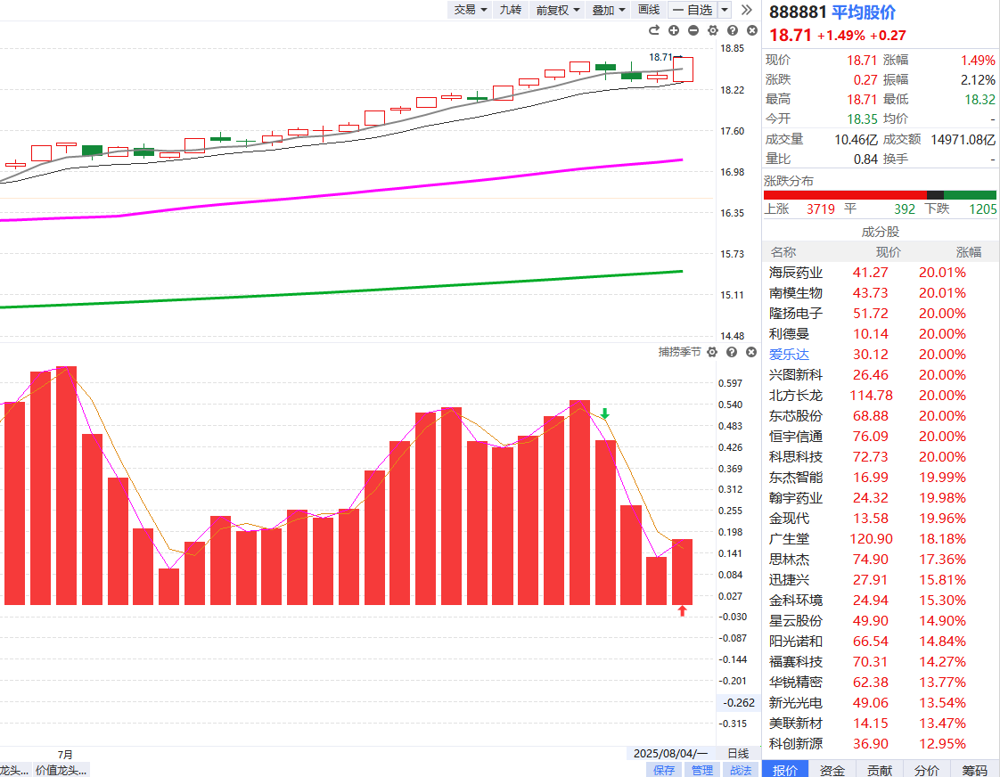 交易 九转 前复权 叠加 画线 自选
18.71
18.85
18.22
17.60
16.98
16.35
15.73
15.11
14.48
捕捞季节
0.597
0.540
0.483
0.426
0.369
0.312
0.255
0.198
0.141
0.084
0.027
-0.030
-0.087
-0.144
-0.201
-0.262
-0.315
7月 2025/08/04/一 日线
龙头... 价值龙头... 保存 管理 战法
888881 平均股价
18.71 +1.49% +0.27
现价 18.71 涨幅 1.49%
涨跌 0.27 振幅 2.12%
最高 18.71 最低 18.32
今开 18.35 均价 -
成交量 10.46亿 成交额 14971.08亿
量比 0.84 换手 -
涨跌分布
上涨 3719 平 392 下跌 1205
成分股
名称 现价 涨幅
海辰药业 41.27 20.01%
南模生物 43.73 20.01%
隆扬电子 51.72 20.00%
利德曼 10.14 20.00%
爱乐达 30.12 20.00%
兴图新科 26.46 20.00%
北方长龙 114.78 20.00%
东芯股份 68.88 20.00%
恒宇信通 76.09 20.00%
科思科技 72.73 20.00%
东杰智能 16.99 19.99%
翰宇药业 24.32 19.98%
金现代 13.58 19.96%
广生堂 120.90 18.18%
思林杰 74.90 17.36%
迅捷兴 27.91 15.81%
金科环境 24.94 15.30%
星云股份 49.90 14.90%
阳光诺和 66.54 14.84%
福赛科技 70.31 14.27%
华锐精密 62.38 13.77%
新光光电 49.06 13.54%
美联新材 14.15 13.47%
科创新源 36.90 12.95%
报价 资金 贡献 分价 筹码